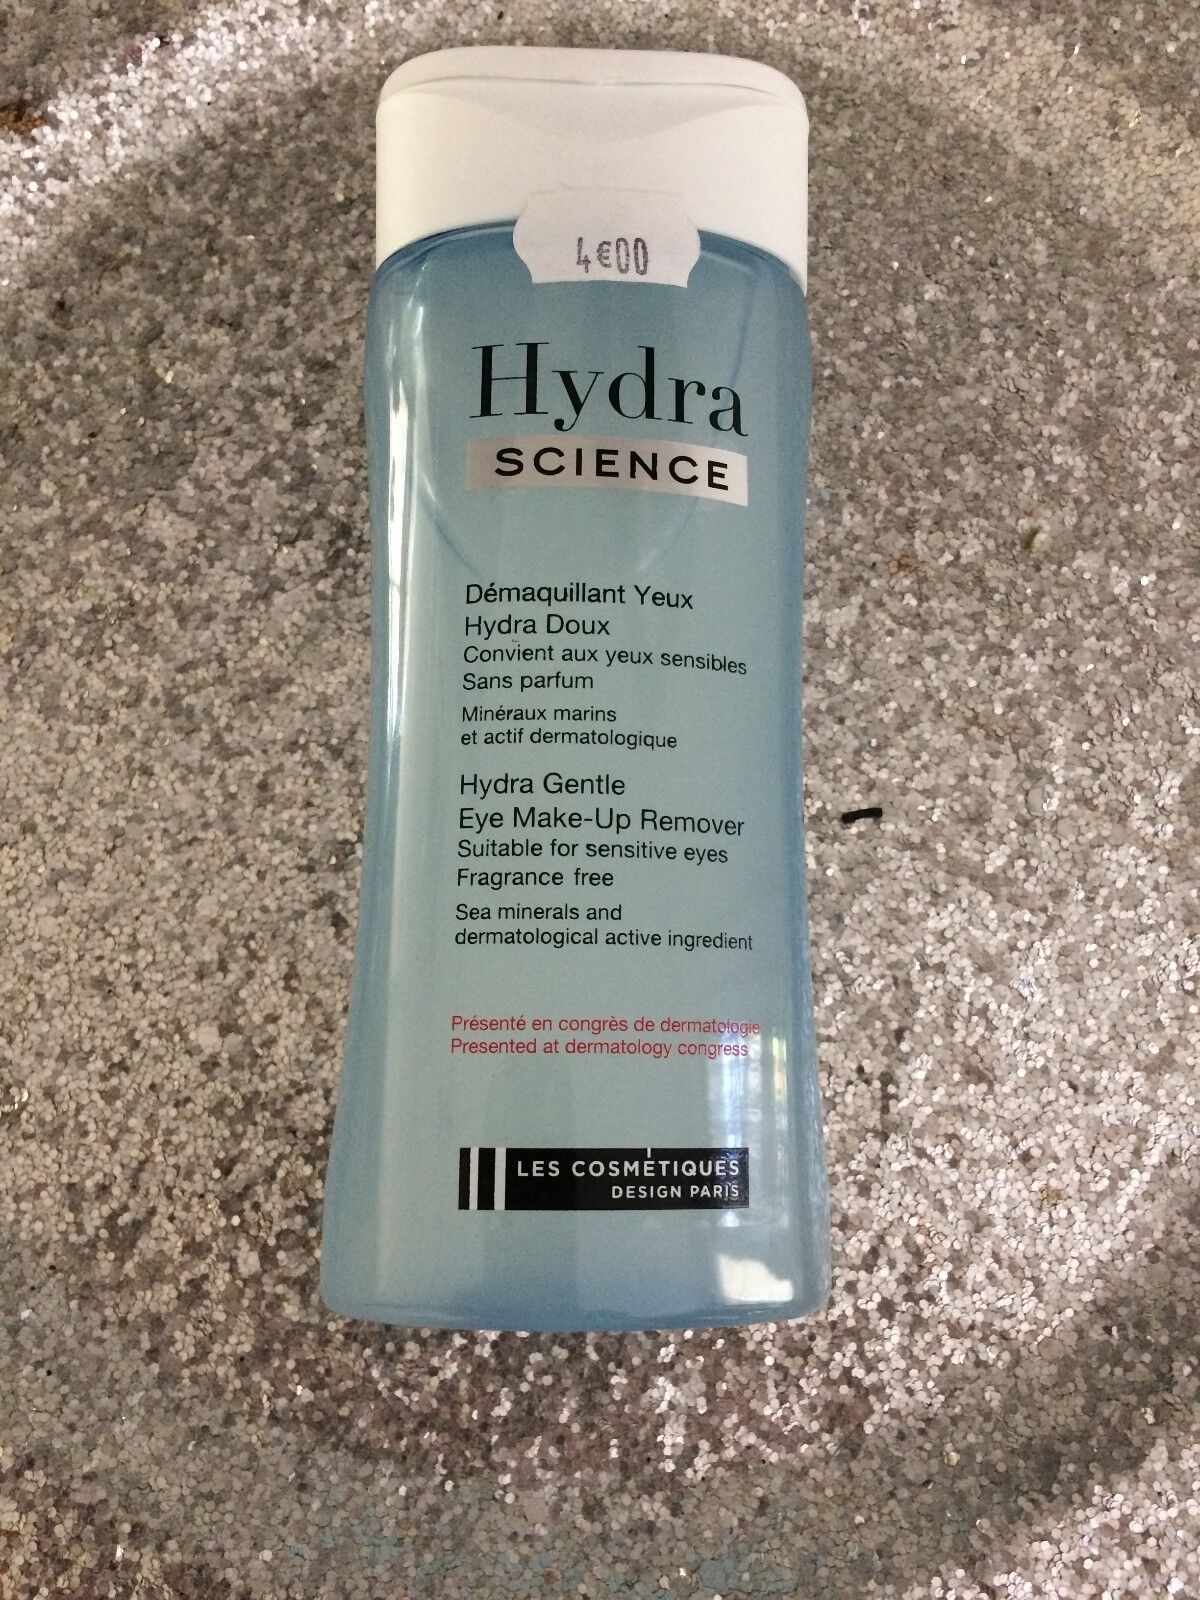 4€00
Hydra
SCIENCE
Démaquillant Yeux
Hydra Doux
Convient aux yeux sensibles
Sans parfum
Minéraux marins
et actif dermatologique
Hydra Gentle
Eye Make-Up Remover
Suitable for sensitive eyes
Fragrance free
Sea minerals and
dermatological active ingredient
Présenté en congrès de dermatologie
Presented at dermatology congress
LES COSMÉTIQUES
DESIGN PARIS